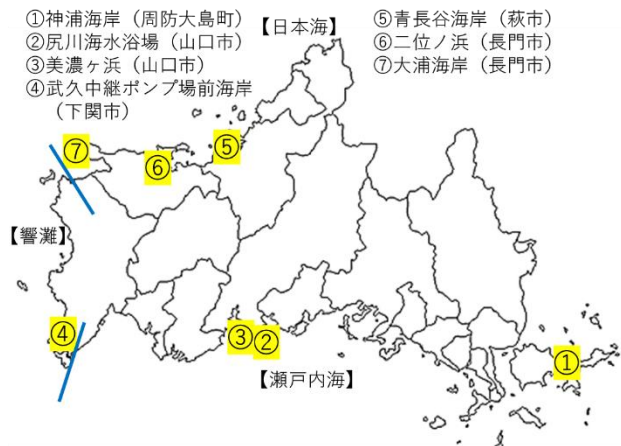 ①神浦海岸（周防大島町）
②尻川海水浴場（山口市）
③美濃ヶ浜（山口市）
④武久中継ポンプ場前海岸
（下関市）
【日本海】
⑤青長谷海岸（萩市）
⑥二位ノ浜（長門市）
⑦大浦海岸（長門市）
⑦
⑥
⑤
【響灘】
④
③
②
①
【瀬戸内海】